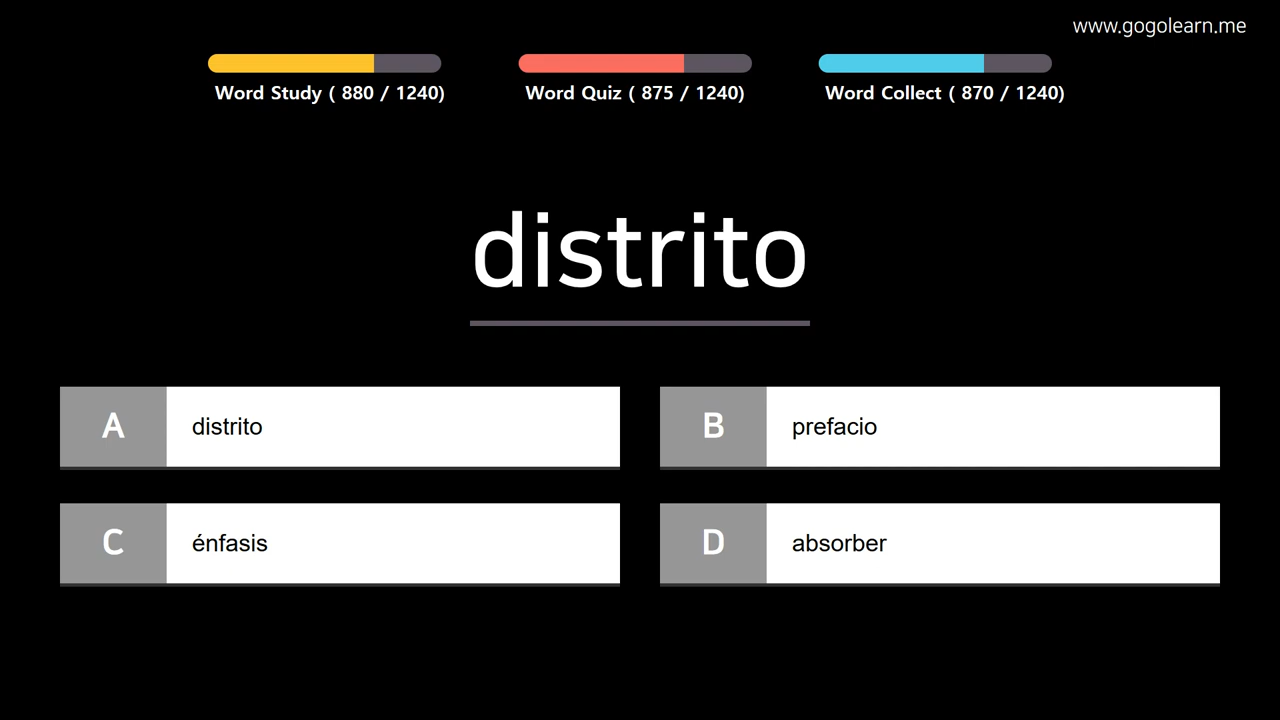 www.gogolearn.me
Word Study ( 880 / 1240)
Word Quiz ( 875 / 1240)
Word Collect ( 870 / 1240)
distrito
A distrito
B prefacio
C énfasis
D absorber